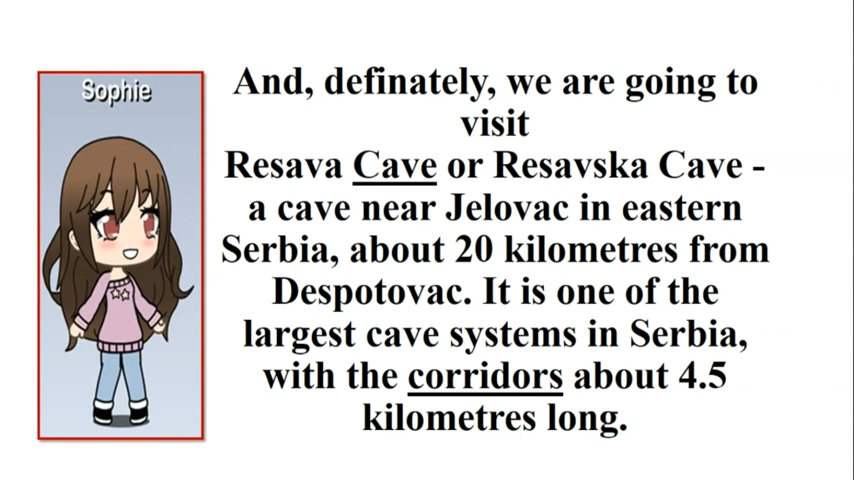 Sophie
And, definately, we are going to
visit
Resava Cave or Resavska Cave -
a cave near Jelovac in eastern
Serbia, about 20 kilometres from
Despotovac. It is one of the
largest cave systems in Serbia,
with the corridors about 4.5
kilometres long.